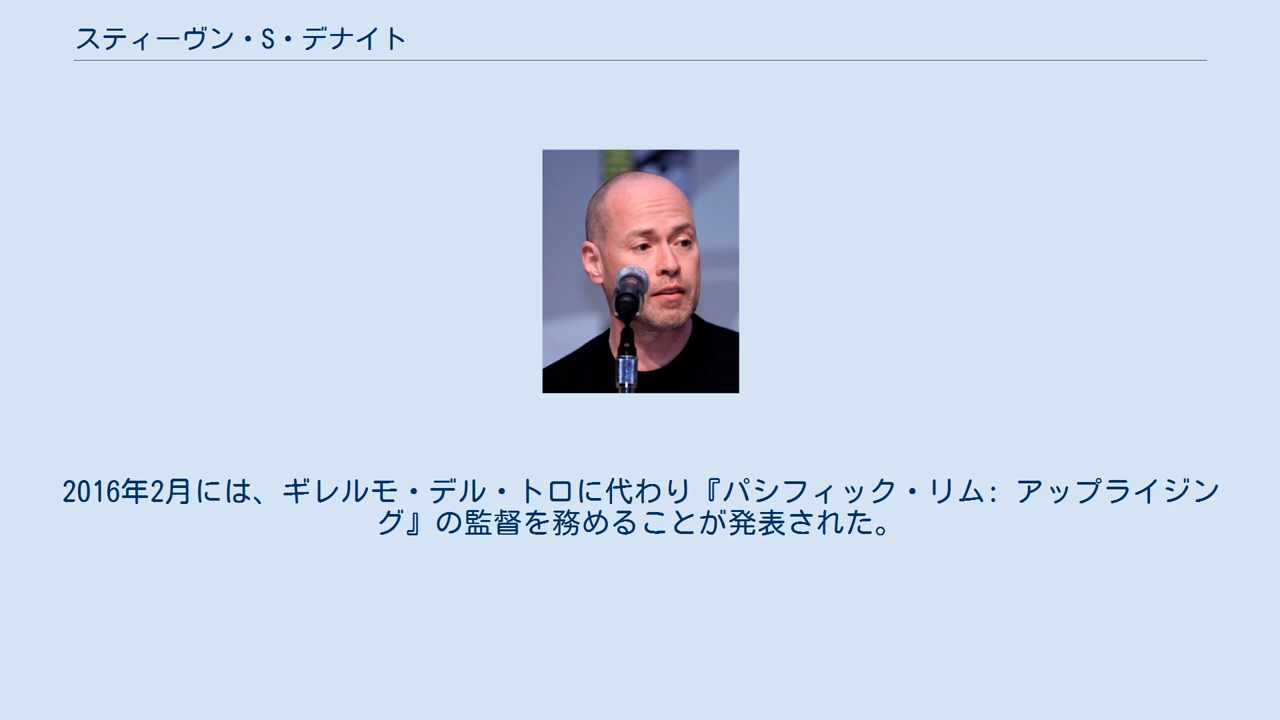 スティーヴン・S・デナイト
2016年2月には、ギレルモ・デル・トロに代わり『パシフィック・リム: アップライジン
グ』の監督を務めることが発表された。